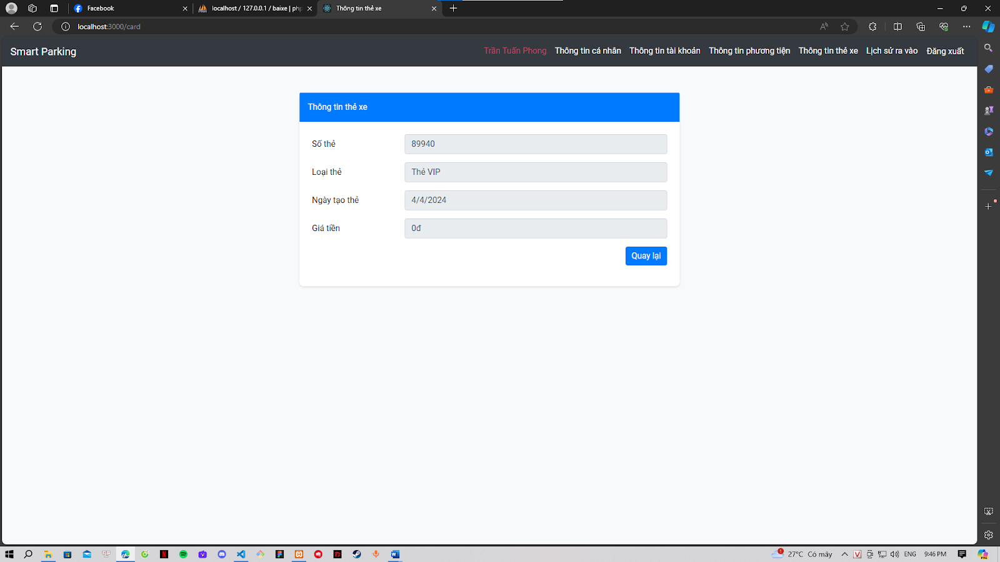 Facebook
localhost / 127.0.0.1 / baixe | php
Thông tin thẻ xe
localhost:3000/card
Smart Parking
Trần Tuấn Phong Thông tin cá nhân Thông tin tài khoản Thông tin phương tiện Thông tin thẻ xe Lịch sử ra vào Đăng xuất
Thông tin thẻ xe
Số thẻ 89940
Loại thẻ Thẻ VIP
Ngày tạo thẻ 4/4/2024
Giá tiền 0đ
Quay lại
27°C Có mây ENG 9:46 PM